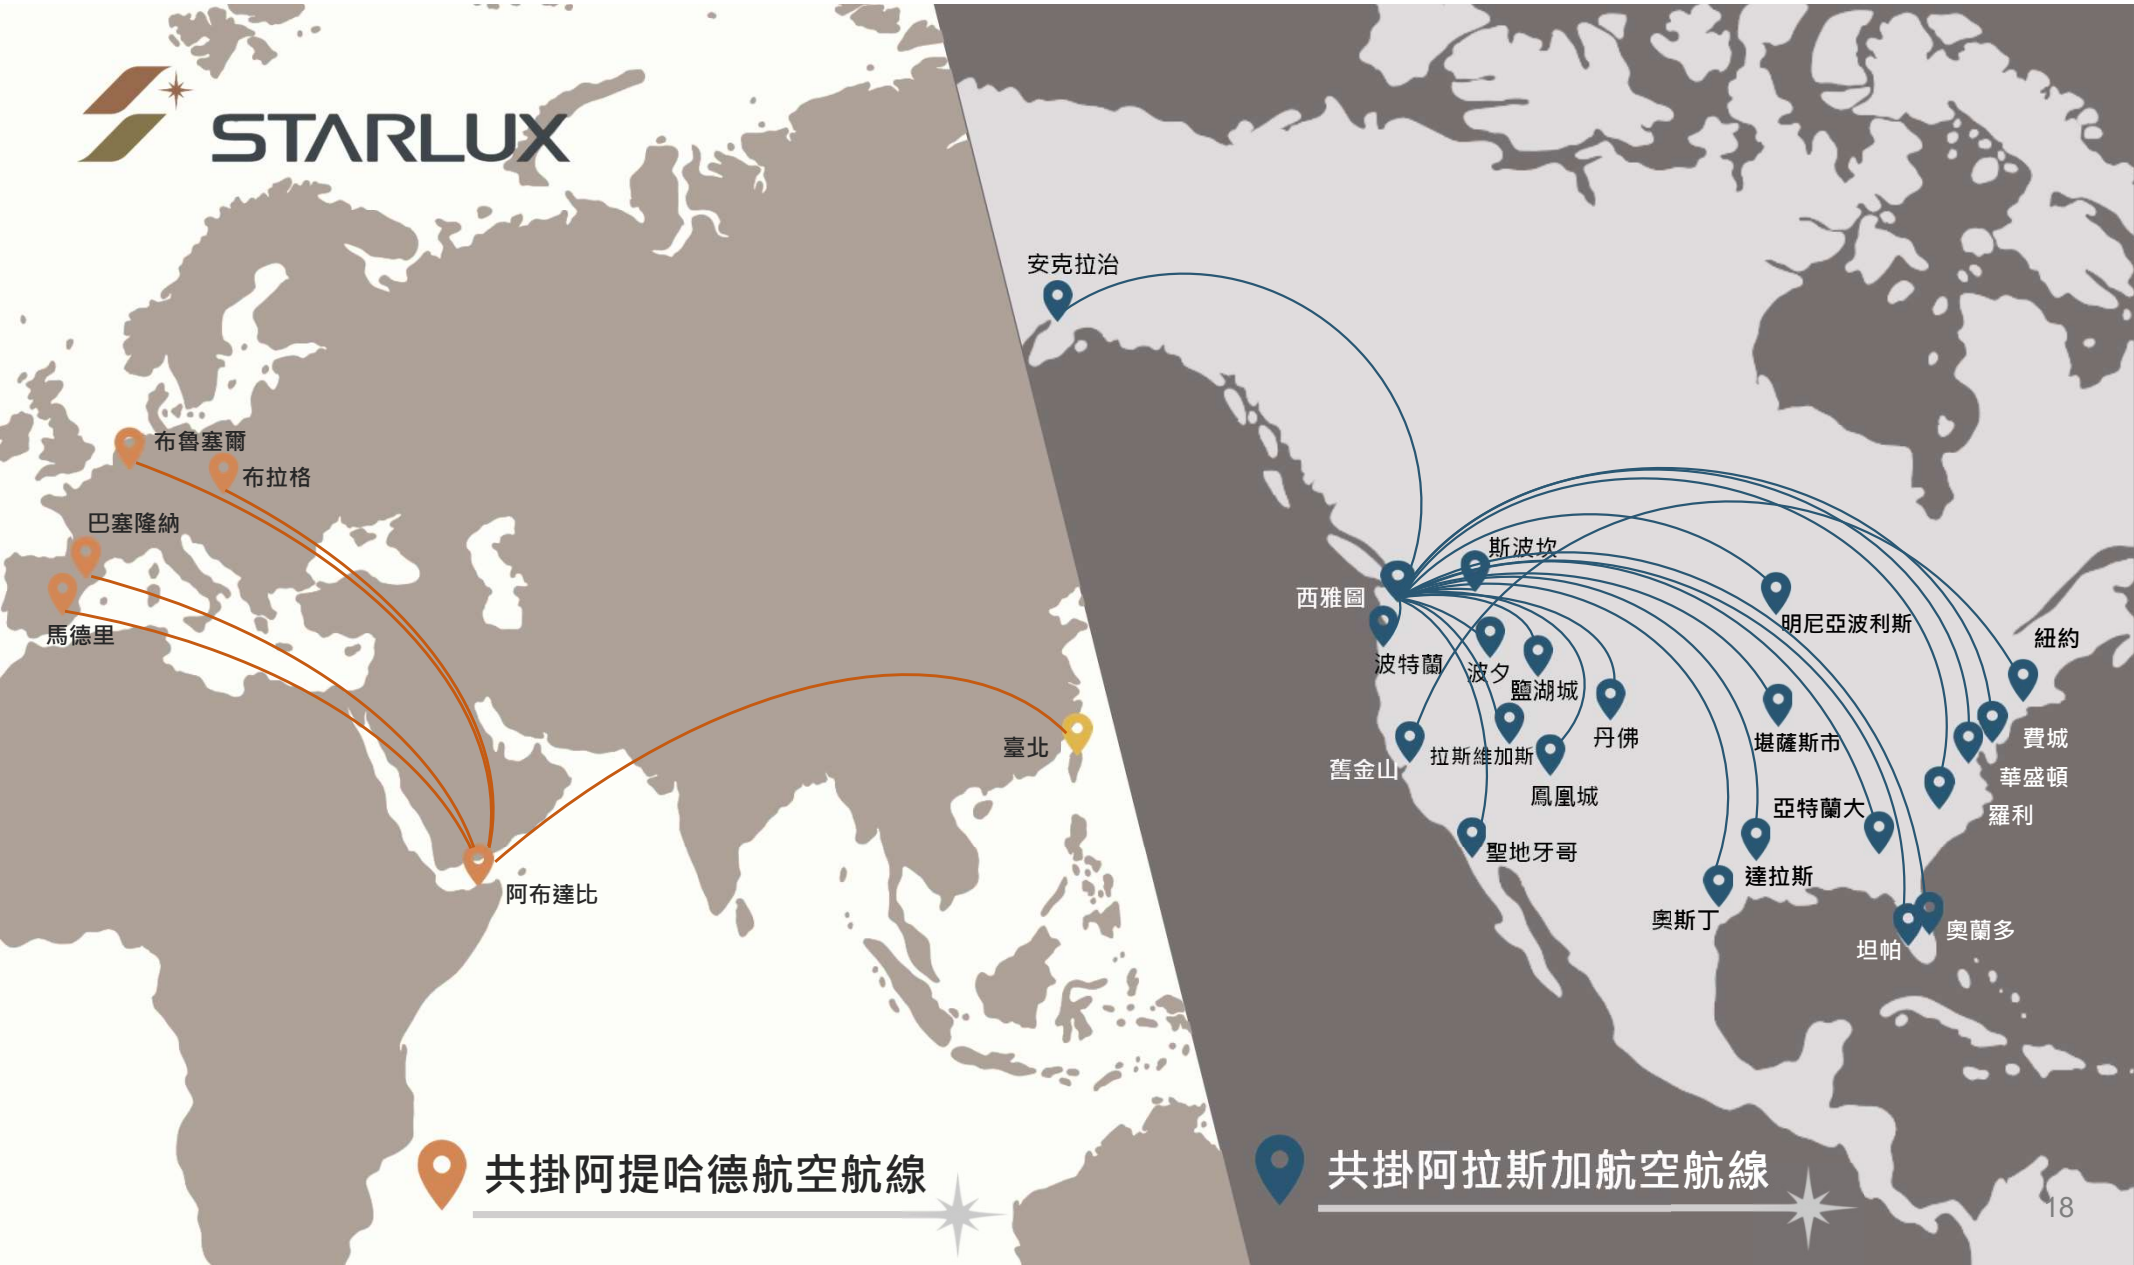 STARLUX
安克拉治
布魯塞爾
布拉格
巴塞隆納
馬德里
臺北
阿布達比
斯波坎
西雅圖
明尼亞波利斯
紐約
波特蘭
波夕
鹽湖城
丹佛
費城
堪薩斯市
拉斯維加斯
舊金山
華盛頓
鳳凰城
亞特蘭大
羅利
聖地牙哥
達拉斯
奧斯丁
奧蘭多
坦帕
共掛阿提哈德航空航線
共掛阿拉斯加航空航線
18